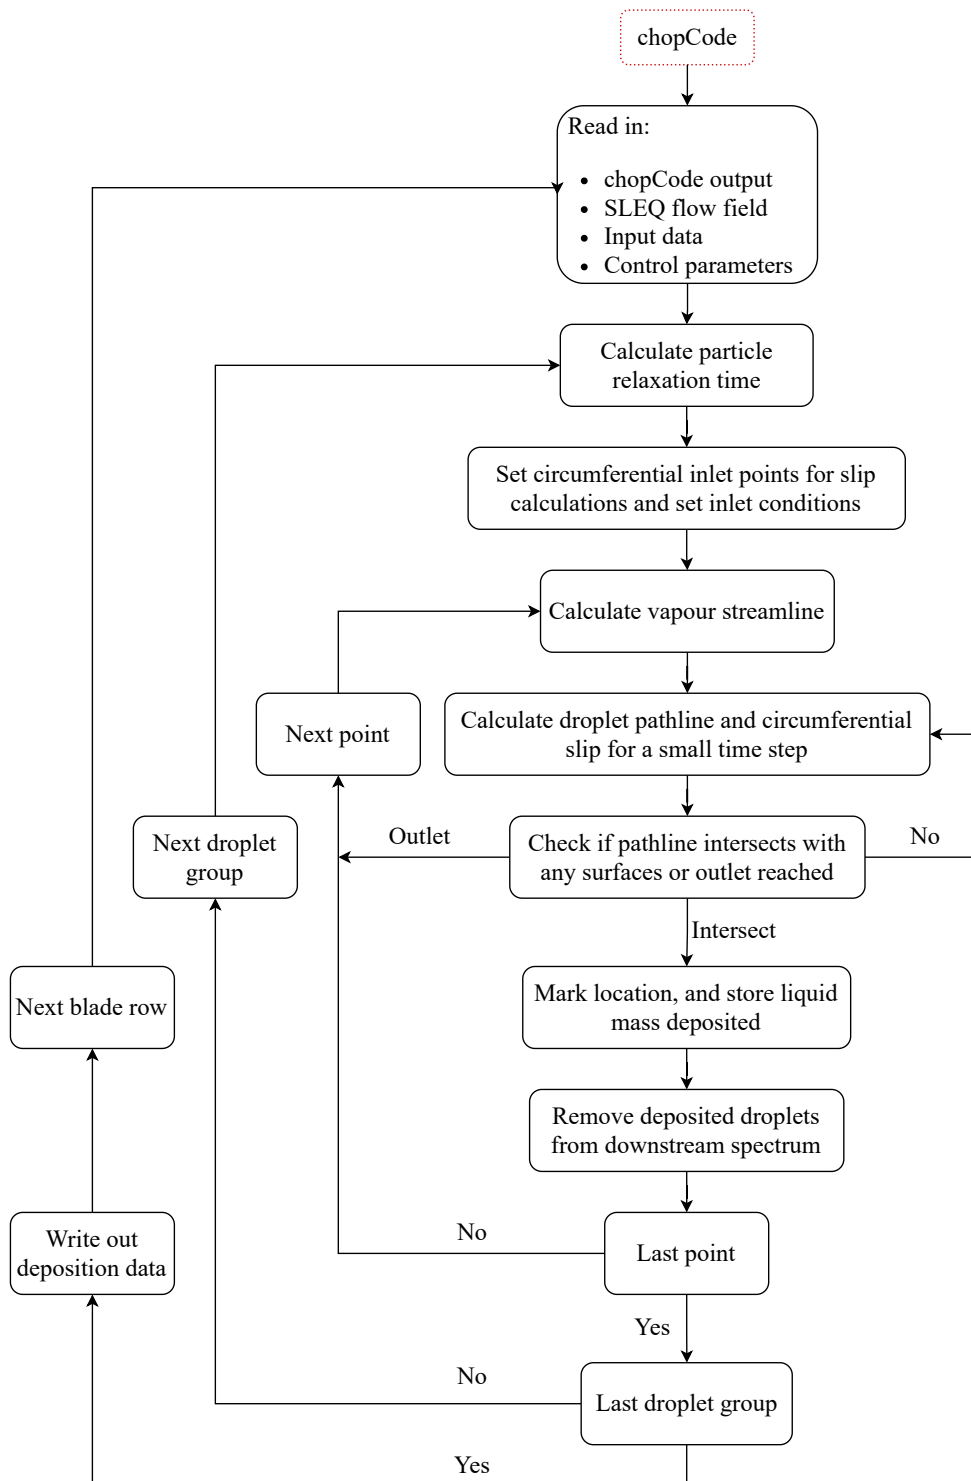 chopCode
Read in:
• chopCode output
• SLEQ flow field
• Input data
• Control parameters
Calculate particle
relaxation time
Set circumferential inlet points for slip
calculations and set inlet conditions
Calculate vapour streamline
Next point
Calculate droplet pathline and circumferential
slip for a small time step
Next droplet
group
Outlet
Check if pathline intersects with
any surfaces or outlet reached
No
Intersect
Next blade row
Mark location, and store liquid
mass deposited
Remove deposited droplets
from downstream spectrum
Write out
deposition data
No
Last point
Yes
No
Last droplet group
Yes